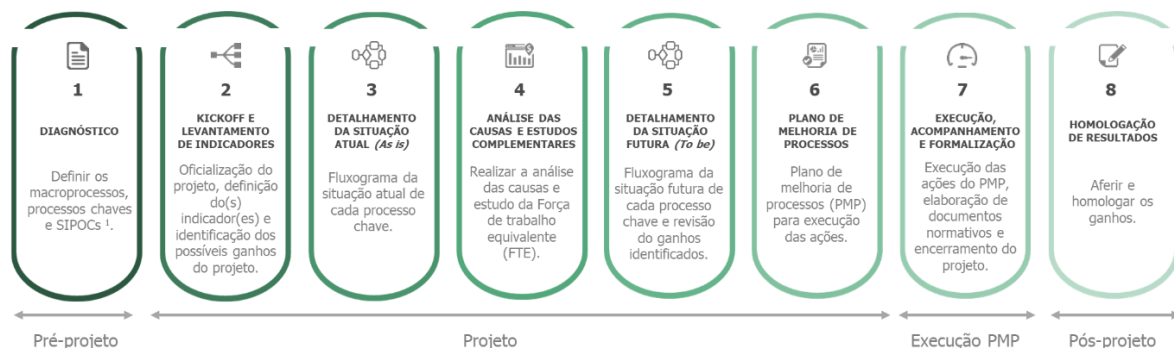 1
DIAGNÓSTICO
Definir os
macroprocessos,
processos chaves
e SIPOCs ¹.
2
KICKOFF E
LEVANTAMENTO
DE INDICADORES
Oficialização do
projeto, definição
do(s)
indicador(es) e
identificação dos
possíveis ganhos
do projeto.
3
DETALHAMENTO
DA SITUAÇÃO
ATUAL (As is)
Fluxograma da
situação atual de
cada processo
chave.
4
ANÁLISE DAS
CAUSAS E ESTUDOS
COMPLEMENTARES
Realizar a análise
das causas e
estudo da Força
de trabalho
equivalente
(FTE).
5
DETALHAMENTO
DA SITUAÇÃO
FUTURA (To be)
Fluxograma da
situação futura de
cada processo
chave e revisão
do ganhos
identificados.
6
PLANO DE
MELHORIA DE
PROCESSOS
Plano de
melhoria de
processos (PMP)
para execução
das ações.
7
EXECUÇÃO,
ACOMPANHAMENTO
E FORMALIZAÇÃO
Execução das
ações do PMP,
elaboração de
documentos
normativos e
encerramento do
projeto.
8
HOMOLOGAÇÃO
DE RESULTADOS
Aferir e
homologar os
ganhos.
Pré-projeto
Projeto
Execução PMP
Pós-projeto